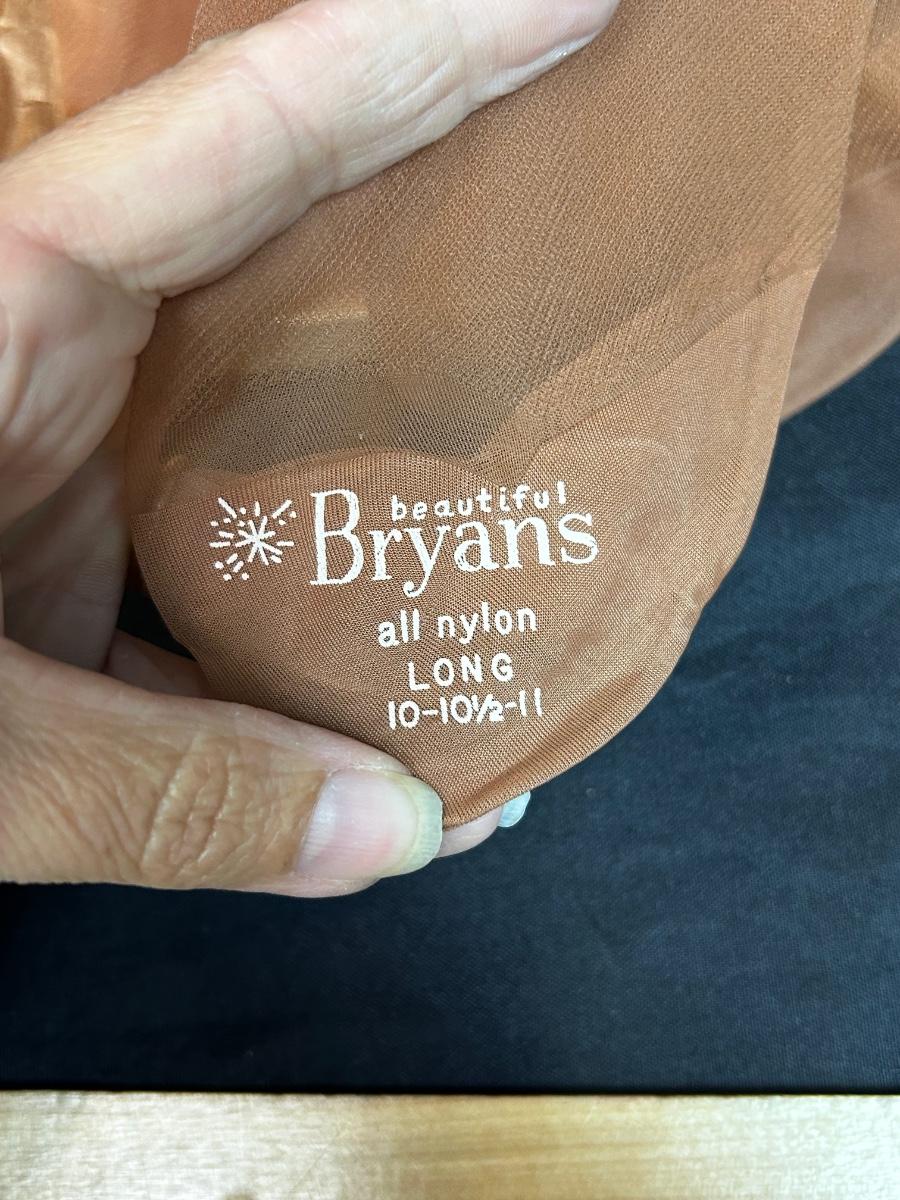 beautiful
Bryans
all nylon
LONG
10-10½-11